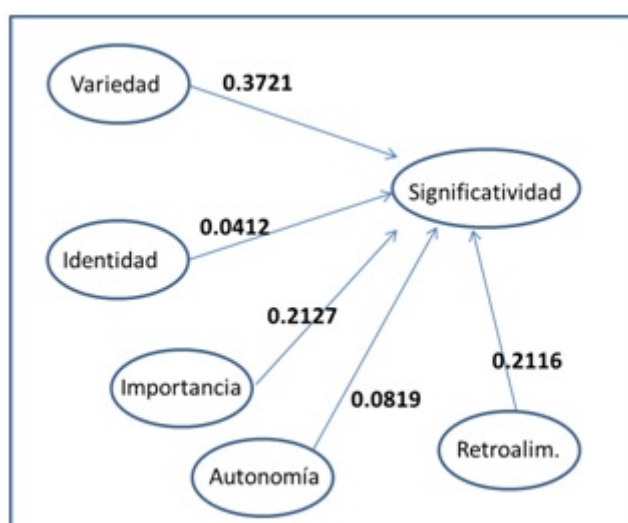 Variedad
0.3721
Significatividad
0.0412
Identidad
0.2127
Importancia
0.0819
0.2116
Autonomía
Retroalim.